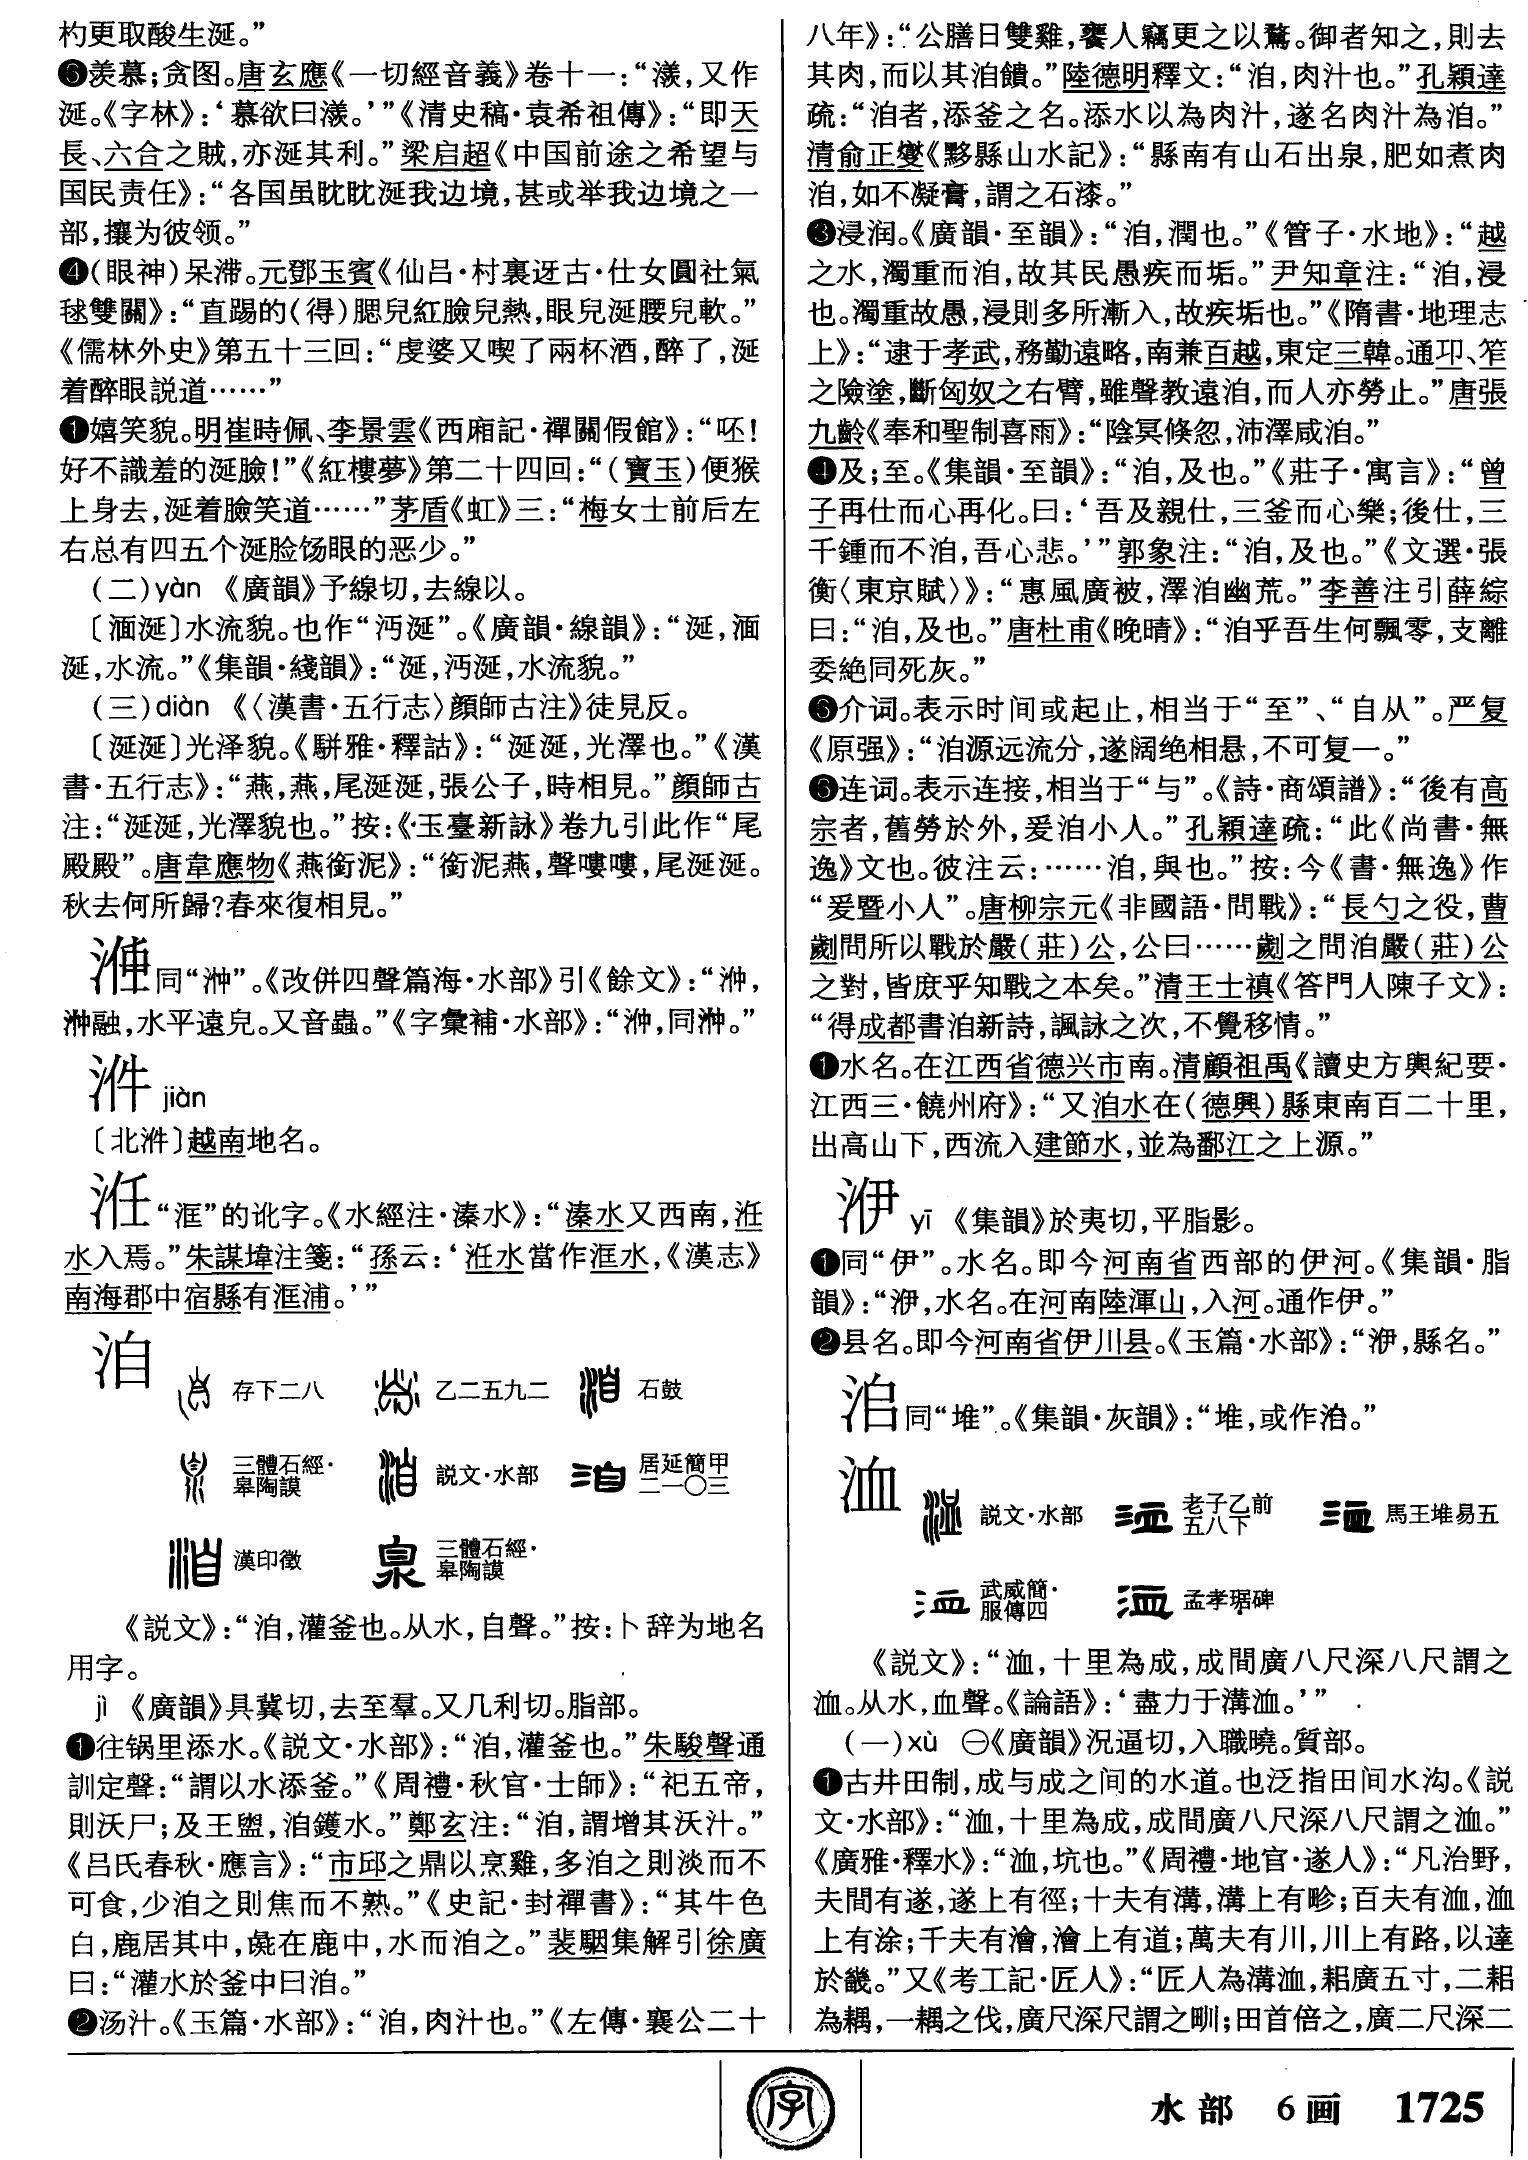 杓更取酸生涎。”
❻羨慕；贪图。唐玄應《一切經音義》卷十一：“漾，又作
涎。《字林》：‘慕欲曰漾。’”《清史稿·袁希祖傳》：“即天
長、六合之賊，亦涎其利。”梁启超《中国前途之希望与
国民责任》：“各国虽眈眈涎我边境，甚或举我边境之一
部，攘为彼领。”
❹（眼神）呆滞。元鄧玉賓《仙吕·村裏迓古·仕女圓社氣
毬雙關》：“直踢的（得）腮兒紅臉兒熱，眼兒涎腰兒軟。”
《儒林外史》第五十三回：“虔婆又喫了兩杯酒，醉了，涎
着醉眼説道……”
❶嬉笑貌。明崔時佩、李景雲《西廂記·禪關假館》：“呸！
好不識羞的涎臉！”《紅樓夢》第二十四回：“（寶玉）便猴
上身去，涎着臉笑道……”茅盾《虹》三：“梅女士前后左
右总有四五个涎脸饧眼的恶少。”
（二）yàn 《廣韻》予線切，去線以。
〔湎涎〕水流貌。也作“沔涎”。《廣韻·線韻》：“涎，湎
涎，水流。”《集韻·綫韻》：“涎，沔涎，水流貌。”
（三）diàn 《〈漢書·五行志〉顔師古注》徒見反。
〔涎涎〕光泽貌。《駢雅·釋詁》：“涎涎，光澤也。”《漢
書·五行志》：“燕，燕，尾涎涎，張公子，時相見。”顔師古
注：“涎涎，光澤貌也。”按：《玉臺新詠》卷九引此作“尾
殿殿”。唐韋應物《燕銜泥》：“銜泥燕，聲嘍嘍，尾涎涎。
秋去何所歸？春來復相見。”
同“浺”。《改併四聲篇海·水部》引《餘文》：“浺，
浺融，水平遠皃。又音蟲。”《字彙補·水部》：“浺，同。”
洊 jiàn
〔北〕越南地名。
“洭”的讹字。《水經注·溱水》：“溱水又西南，
水入焉。”朱謀㙔注箋：“孫云：‘水當作洭水，《漢志》
南海郡中宿縣有洭浦。’”
洎
存下二八 乙二五九二 石鼓
三體石經·皋陶謨 説文·水部 居延簡甲二一〇三
漢印徵 三體石經·皋陶謨
《説文》：“洎，灌釜也。从水，自聲。”按：卜辞为地名
用字。
jì 《廣韻》具冀切，去至羣。又几利切。脂部。
❶往锅里添水。《説文·水部》：“洎，灌釜也。”朱駿聲通
訓定聲：“謂以水添釜。”《周禮·秋官·士師》：“祀五帝，
則沃尸；及王盥，洎鑊水。”鄭玄注：“洎，謂增其沃汁。”
《吕氏春秋·應言》：“市邱之鼎以烹雞，多洎之則淡而不
可食，少洎之則焦而不熟。”《史記·封禪書》：“其牛色
白，鹿居其中，彘在鹿中，水而洎之。”裴駰集解引徐廣
曰：“灌水於釜中曰洎。”
❷汤汁。《玉篇·水部》：“洎，肉汁也。”《左傳·襄公二十
八年》：“公膳日雙雞，饔人竊更之以鶩。御者知之，則去
其肉，而以其洎饋。”陸德明釋文：“洎，肉汁也。”孔穎達
疏：“洎者，添釜之名。添水以為肉汁，遂名肉汁為洎。”
清俞正燮《黟縣山水記》：“縣南有山石出泉，肥如煮肉
洎，如不凝膏，謂之石漆。”
❸浸润。《廣韻·至韻》：“洎，潤也。”《管子·水地》：“越
之水，濁重而洎，故其民愚疾而垢。”尹知章注：“洎，浸
也。濁重故愚，浸則多所漸入，故疾垢也。”《隋書·地理志
上》：“逮于孝武，務勤遠略，南兼百越，東定三韓。通卭、笮
之險塗，斷匈奴之右臂，雖聲教遠洎，而人亦勞止。”唐張
九齡《奉和聖制喜雨》：“陰冥倏忽，沛澤咸洎。”
❹及；至。《集韻·至韻》：“洎，及也。”《莊子·寓言》：“曾
子再仕而心再化。曰：‘吾及親仕，三釜而心樂；後仕，三
千鍾而不洎，吾心悲。’”郭象注：“洎，及也。”《文選·張
衡〈東京賦〉》：“惠風廣被，澤洎幽荒。”李善注引薛綜
曰：“洎，及也。”唐杜甫《晚晴》：“洎乎吾生何飄零，支離
委絶同死灰。”
❻介词。表示时间或起止，相当于“至”、“自从”。严复
《原强》：“洎源远流分，遂阔绝相悬，不可复一。”
❻连词。表示连接，相当于“与”。《詩·商頌譜》：“後有高
宗者，舊勞於外，爰洎小人。”孔穎達疏：“此《尚書·無
逸》文也。彼注云：……洎，與也。”按：今《書·無逸》作
“爰暨小人”。唐柳宗元《非國語·問戰》：“長勺之役，曹
劌問所以戰於嚴（莊）公，公曰……劌之問洎嚴（莊）公
之對，皆庶乎知戰之本矣。”清王士禛《答門人陳子文》：
“得成都書洎新詩，諷詠之次，不覺移情。”
❶水名。在江西省德兴市南。清顧祖禹《讀史方輿紀要·
江西三·饒州府》：“又洎水在（德興）縣東南百二十里，
出高山下，西流入建節水，並為鄱江之上源。”
洢 yī 《集韻》於夷切，平脂影。
❶同“伊”。水名。即今河南省西部的伊河。《集韻·脂
韻》：“洢，水名。在河南陸渾山，入河。通作伊。”
❷县名。即今河南省伊川县。《玉篇·水部》：“洢，縣名。”
同“堆”。《集韻·灰韻》：“堆，或作。”
洫
説文·水部 老子乙前五八下 馬王堆易五
武威簡·服傳四 孟孝琚碑
《説文》：“洫，十里為成，成間廣八尺深八尺謂之
洫。从水，血聲。《論語》：‘盡力于溝洫。’”
（一）xù ㊀《廣韻》況逼切，入職曉。質部。
❶古井田制，成与成之间的水道。也泛指田间水沟。《説
文·水部》：“洫，十里為成，成間廣八尺深八尺謂之洫。”
《廣雅·釋水》：“洫，坑也。”《周禮·地官·遂人》：“凡治野，
夫間有遂，遂上有徑；十夫有溝，溝上有畛；百夫有洫，洫
上有涂；千夫有澮，澮上有道；萬夫有川，川上有路，以達
於畿。”又《考工記·匠人》：“匠人為溝洫，耜廣五寸，二耜
為耦，一耦之伐，廣尺深尺謂之甽；田首倍之，廣二尺深二
字
水部 6画 1725